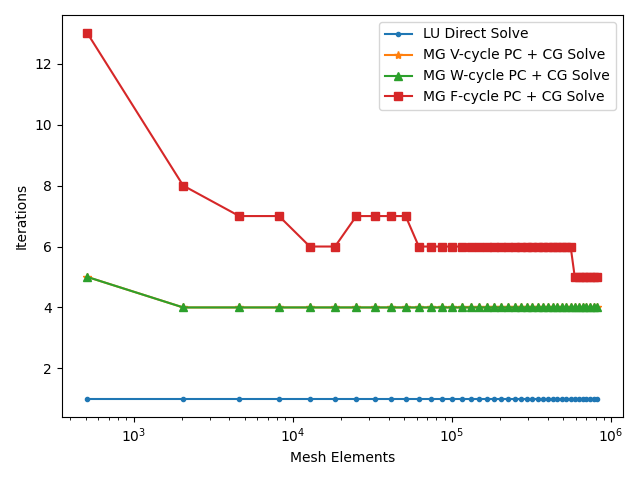 LU Direct Solve
MG V-cycle PC + CG Solve
MG W-cycle PC + CG Solve
MG F-cycle PC + CG Solve
12
10
8
6
4
2
Iterations
10³ 10⁴ 10⁵ 10⁶
Mesh Elements